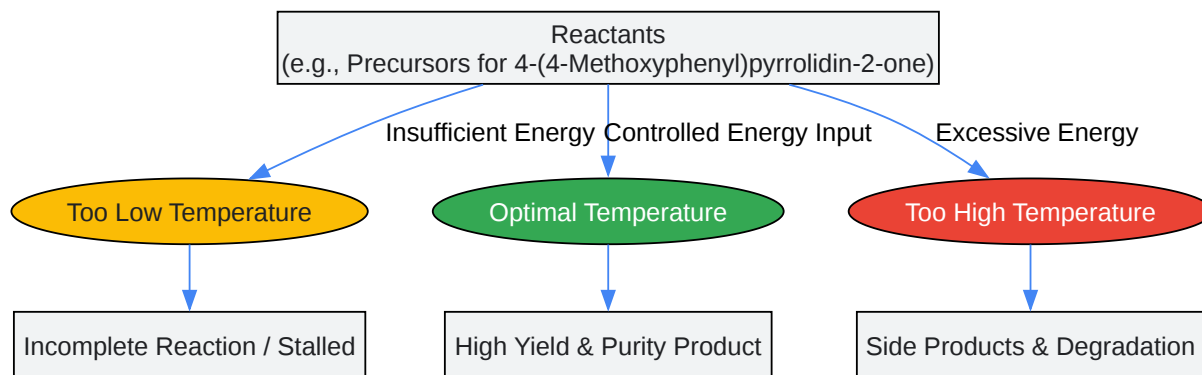 Reactants
(e.g., Precursors for 4-(4-Methoxyphenyl)pyrrolidin-2-one)
Insufficient Energy
Controlled Energy Input
Excessive Energy
Too Low Temperature
Optimal Temperature
Too High Temperature
Incomplete Reaction / Stalled
High Yield & Purity Product
Side Products & Degradation